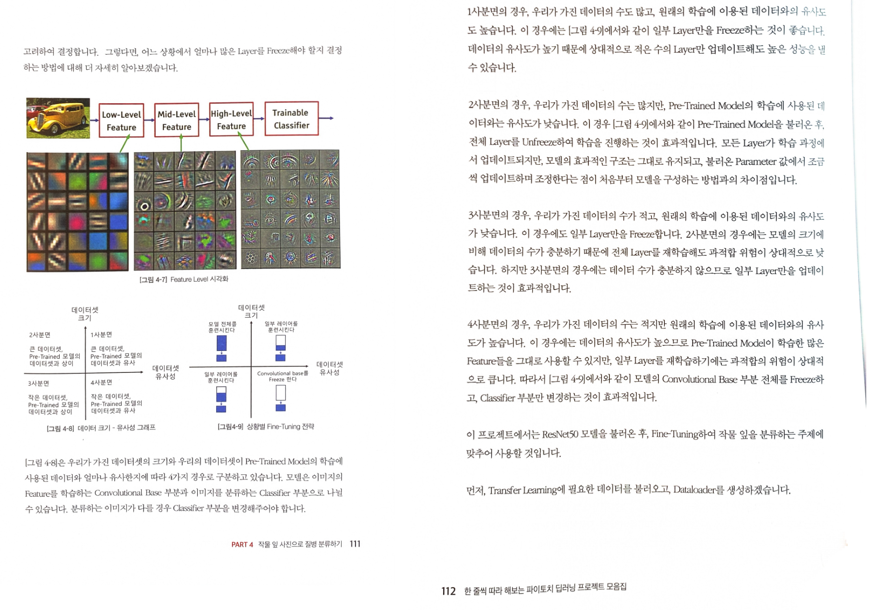 고려하여 결정합니다. 그렇다면, 어느 상황에서 얼마나 많은 Layer를 Freeze해야 할지 결정
하는 방법에 대해 더 자세히 알아보겠습니다.
Low-Level
Feature
Mid-Level
Feature
High-Level
Feature
Trainable
Classifier
[그림 4-7] Feature Level 시각화
데이터셋
크기
2사분면
큰 데이터셋,
Pre-Trained 모델의
데이터셋과 상이
1사분면
큰 데이터셋,
Pre-Trained 모델의
데이터셋과 유사
데이터셋
유사성
3사분면
작은 데이터셋,
Pre-Trained 모델의
데이터셋과 상이
4사분면
작은 데이터셋,
Pre-Trained 모델의
데이터셋과 유사
[그림 4-8] 데이터 크기 - 유사성 그래프
데이터셋
크기
모델 전체를
훈련시킨다
일부 레이어를
훈련시킨다
데이터셋
유사성
일부 레이어를
훈련시킨다
Convolutional base를
Freeze 한다
[그림4-9] 상황별 Fine-Tuning 전략
[그림 4-8]은 우리가 가진 데이터셋의 크기와 우리의 데이터셋이 Pre-Trained Model의 학습에
사용된 데이터와 얼마나 유사한지에 따라 4가지 경우로 구분하고 있습니다. 모델은 이미지의
Feature를 학습하는 Convolutional Base 부분과 이미지를 분류하는 Classifier 부분으로 나뉠
수 있습니다. 분류하는 이미지가 다를 경우 Classifier 부분을 변경해주어야 합니다.
PART 4 작물 잎 사진으로 질병 분류하기 111
1사분면의 경우, 우리가 가진 데이터의 수도 많고, 원래의 학습에 이용된 데이터와의 유사도
도 높습니다. 이 경우에는 [그림 4-9]에서와 같이 일부 Layer만을 Freeze하는 것이 좋습니다.
데이터의 유사도가 높기 때문에 상대적으로 적은 수의 Layer만 업데이트해도 높은 성능을 낼
수 있습니다.
2사분면의 경우, 우리가 가진 데이터의 수는 많지만, Pre-Trained Model의 학습에 사용된 데
이터와는 유사도가 낮습니다. 이 경우 [그림 4-9]에서와 같이 Pre-Trained Model을 불러온 후,
전체 Layer를 Unfreeze하여 학습을 진행하는 것이 효과적입니다. 모든 Layer가 학습 과정에
서 업데이트되지만, 모델의 효과적인 구조는 그대로 유지되고, 불러온 Parameter 값에서 조금
씩 업데이트하며 조정한다는 점이 처음부터 모델을 구성하는 방법과의 차이점입니다.
3사분면의 경우, 우리가 가진 데이터의 수가 적고, 원래의 학습에 이용된 데이터와의 유사도
가 낮습니다. 이 경우에도 일부 Layer만을 Freeze합니다. 2사분면의 경우에는 모델의 크기에
비해 데이터의 수가 충분하기 때문에 전체 Layer를 재학습해도 과적합 위험이 상대적으로 낮
습니다. 하지만 3사분면의 경우에는 데이터 수가 충분하지 않으므로 일부 Layer만을 업데이
트하는 것이 효과적입니다.
4사분면의 경우, 우리가 가진 데이터의 수는 적지만 원래의 학습에 이용된 데이터와의 유사
도가 높습니다. 이 경우에는 데이터의 유사도가 높으므로 Pre-Trained Model이 학습한 많은
Feature들을 그대로 사용할 수 있지만, 일부 Layer를 재학습하기에는 과적합의 위험이 상대적
으로 큽니다. 따라서 [그림 4-9]에서와 같이 모델의 Convolutional Base 부분 전체를 Freeze하
고, Classifier 부분만 변경하는 것이 효과적입니다.
이 프로젝트에서는 ResNet50 모델을 불러온 후, Fine-Tuning하여 작물 잎을 분류하는 주제에
맞추어 사용할 것입니다.
먼저, Transfer Learning에 필요한 데이터를 불러오고, Dataloader를 생성하겠습니다.
112 한 줄씩 따라 해보는 파이토치 딥러닝 프로젝트 모음집